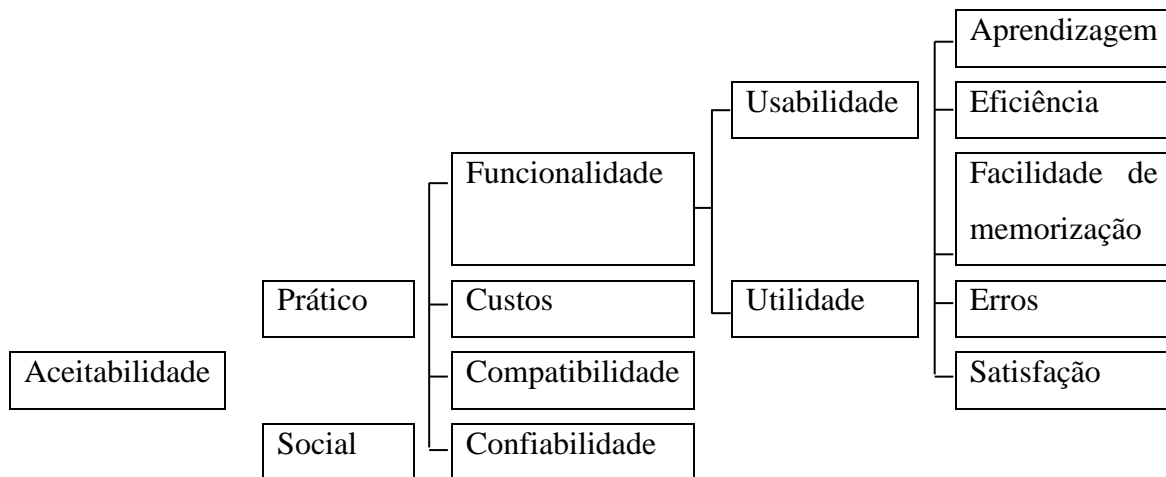 Aceitabilidade
Prático
Social
Funcionalidade
Custos
Compatibilidade
Confiabilidade
Usabilidade
Utilidade
Aprendizagem
Eficiência
Facilidade de
memorização
Erros
Satisfação